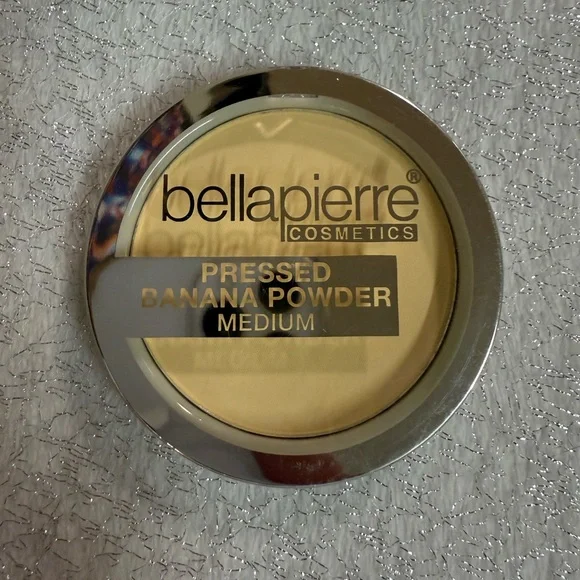 bellapierre®
COSMETICS
PRESSED
BANANA POWDER
MEDIUM